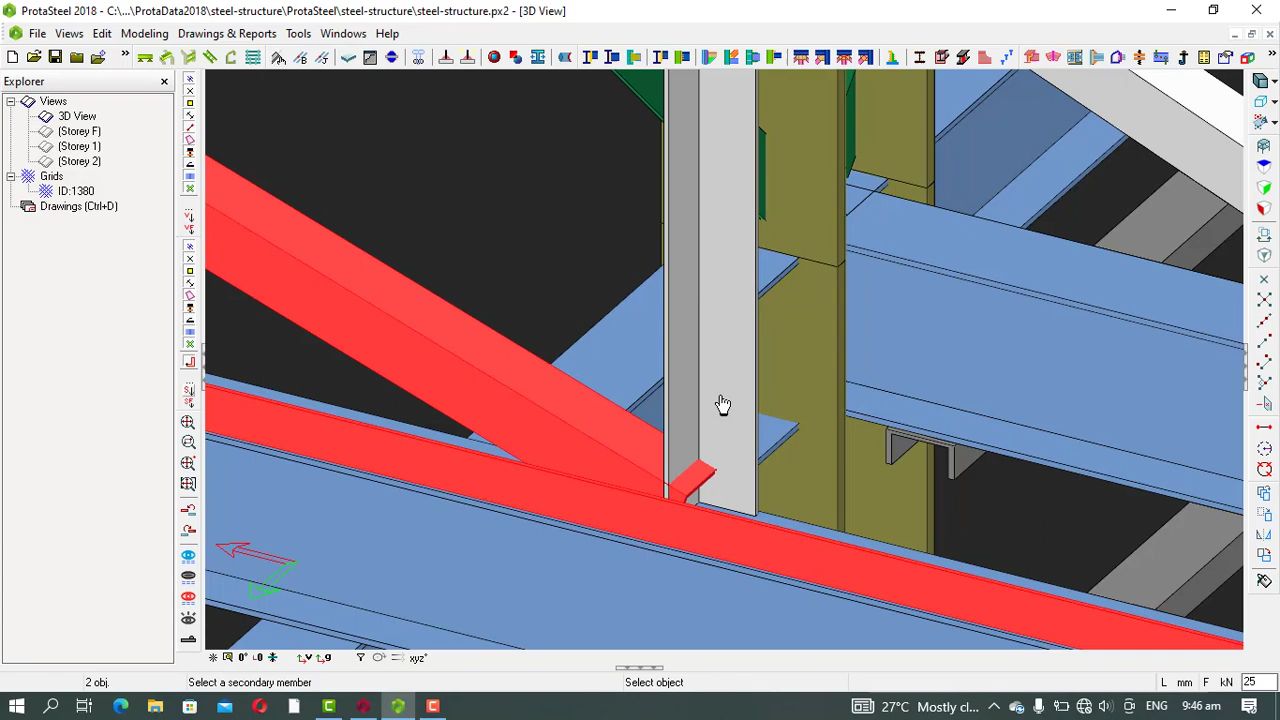 ProtaSteel 2018 - C:\...\ProtaData2018\steel-structure\ProtaSteel\steel-structure\steel-structure.px2 - [3D View]
File Views Edit Modeling Drawings & Reports Tools Windows Help
Explorer
Views
3D View
(Storey F)
(Storey 1)
(Storey 2)
Grids
ID:1380
Drawings (Ctrl+D)
2 obj. Select a secondary member Select object L mm F kN 25
27°C Mostly cl... ENG 9:46 am